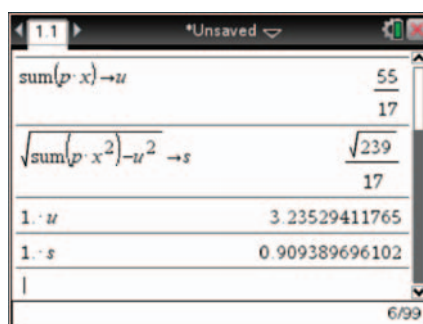 1.1 *Unsaved
sum(p·x)→u 55/17
√(sum(p·x²)−u²) →s √239/17
1.·u 3.23529411765
1.·s 0.909389696102
6/99